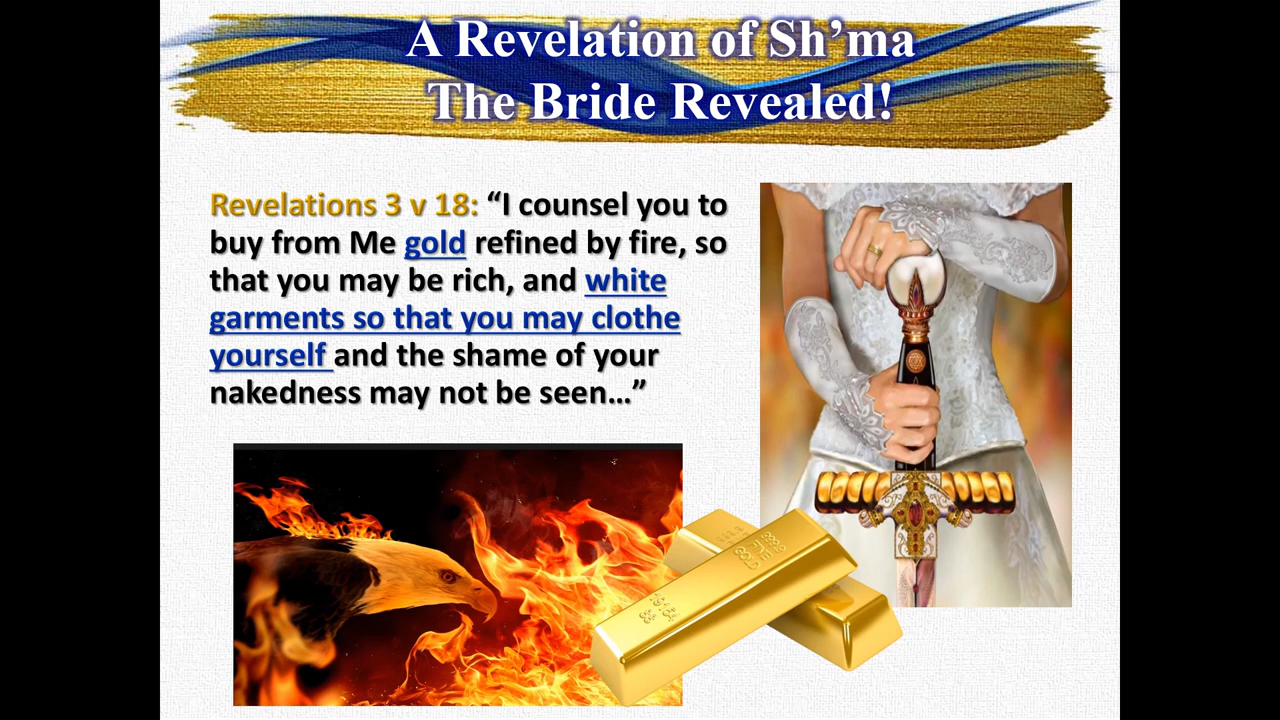 A Revelation of Sh’ma
The Bride Revealed!
Revelations 3 v 18: “I counsel you to
buy from Me gold refined by fire, so
that you may be rich, and white
garments so that you may clothe
yourself and the shame of your
nakedness may not be seen…”